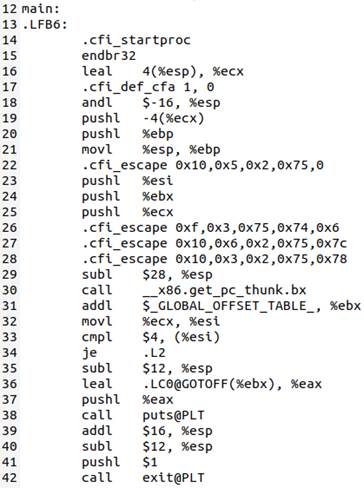 12 main:
13 .LFB6:
14 .cfi_startproc
15 endbr32
16 leal 4(%esp), %ecx
17 .cfi_def_cfa 1, 0
18 andl $-16, %esp
19 pushl -4(%ecx)
20 pushl %ebp
21 movl %esp, %ebp
22 .cfi_escape 0x10,0x5,0x2,0x75,0
23 pushl %esi
24 pushl %ebx
25 pushl %ecx
26 .cfi_escape 0xf,0x3,0x75,0x74,0x6
27 .cfi_escape 0x10,0x6,0x2,0x75,0x7c
28 .cfi_escape 0x10,0x3,0x2,0x75,0x78
29 subl $28, %esp
30 call __x86.get_pc_thunk.bx
31 addl $_GLOBAL_OFFSET_TABLE_, %ebx
32 movl %ecx, %esi
33 cmpl $4, (%esi)
34 je .L2
35 subl $12, %esp
36 leal .LC0@GOTOFF(%ebx), %eax
37 pushl %eax
38 call puts@PLT
39 addl $16, %esp
40 subl $12, %esp
41 pushl $1
42 call exit@PLT